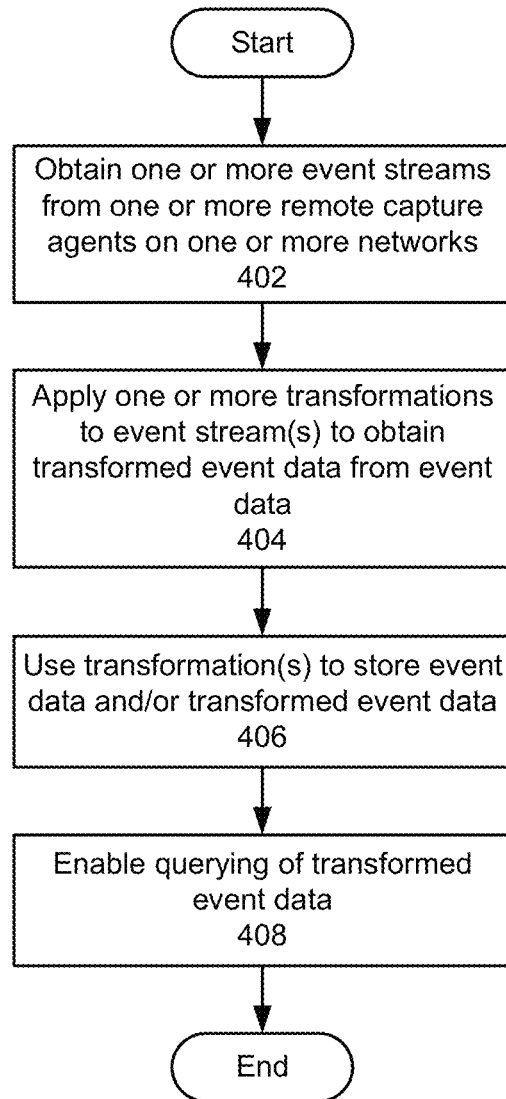 Start
Obtain one or more event streams
from one or more remote capture
agents on one or more networks
402
Apply one or more transformations
to event stream(s) to obtain
transformed event data from event
data
404
Use transformation(s) to store event
data and/or transformed event data
406
Enable querying of transformed
event data
408
End